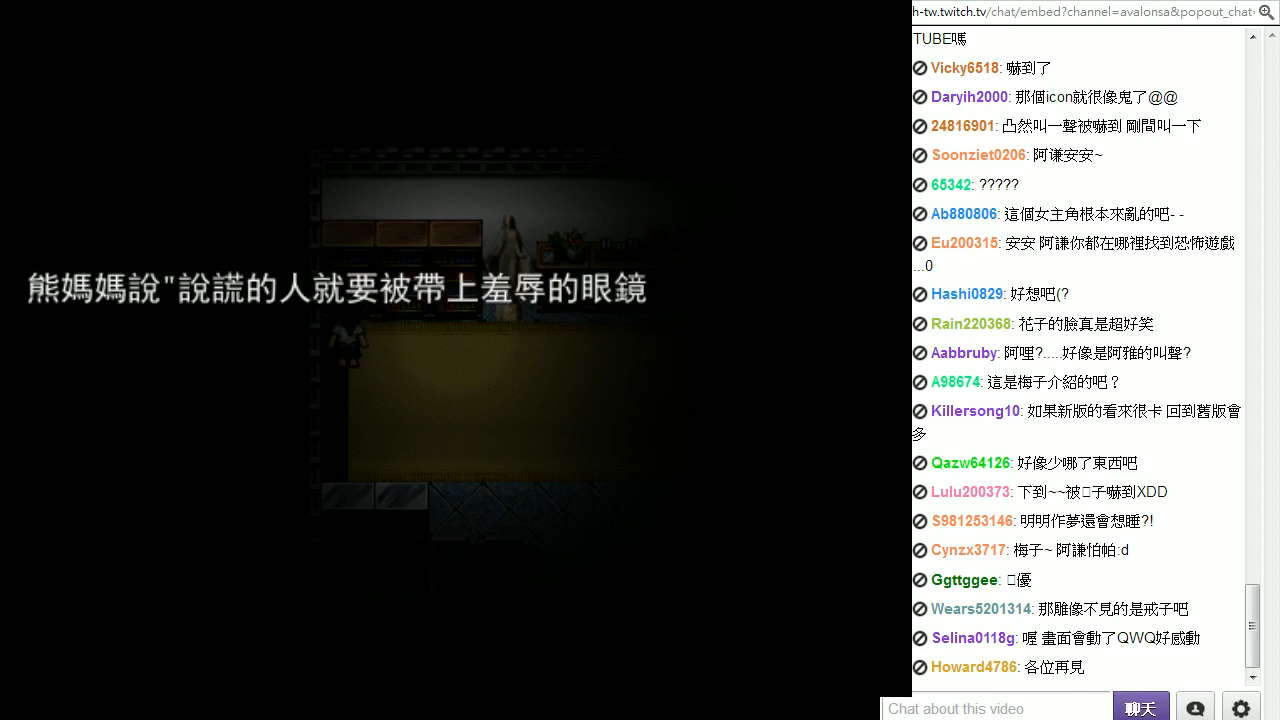 熊媽媽說"說謊的人就要被帶上羞辱的眼鏡
h-tw.twitch.tv/chat/embed?channel=avalonsa&popout_chat=
TUBE嗎
Vicky6518: 嚇到了
Daryih2000: 那個icon就很像鬼了@@
24816901: 凸然叫一聲被嚇到 剛間叫一下
Soonziet0206: 阿谦安安~
65342: ?????
Ab880806: 這個女主角根本來亂的吧- -
Eu200315: 安安 阿謙你都在哪裡找到恐怖遊戲
...0
Hashi0829: 好想吧(?
Rain220368: 花子的臉真是超好笑
Aabbruby: 阿哩?.....好像是阿雅的叫聲?
A98674: 這是梅子介紹的吧？
Killersong10: 如果新版的看來很卡 回到舊版會
多
Qazw64126: 好像少哪了東西吧
Lulu200373: 下到~~被子嚇到XDD
S981253146: 明明作夢還會想睡?!
Cynzx3717: 梅子~ 阿謙怕帕:d
Ggttggee: 優
Wears5201314: 那雕像不見的是戒子吧
Selina0118g: 喔 畫面會動了QWQ好感動
Howard4786: 各位再見
Chat about this video
聊天